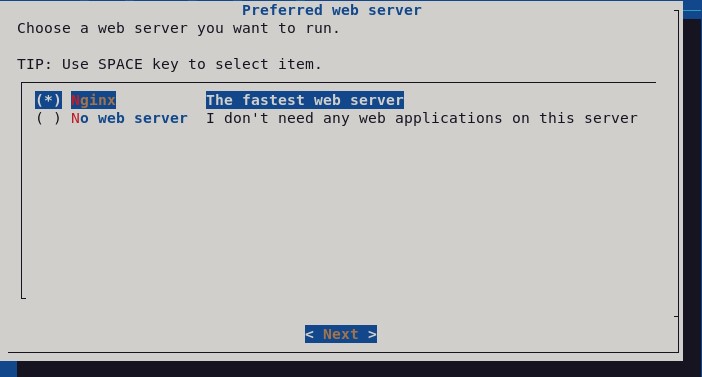 Preferred web server
Choose a web server you want to run.
TIP: Use SPACE key to select item.
(*) Nginx The fastest web server
( ) No web server I don't need any web applications on this server
< Next >